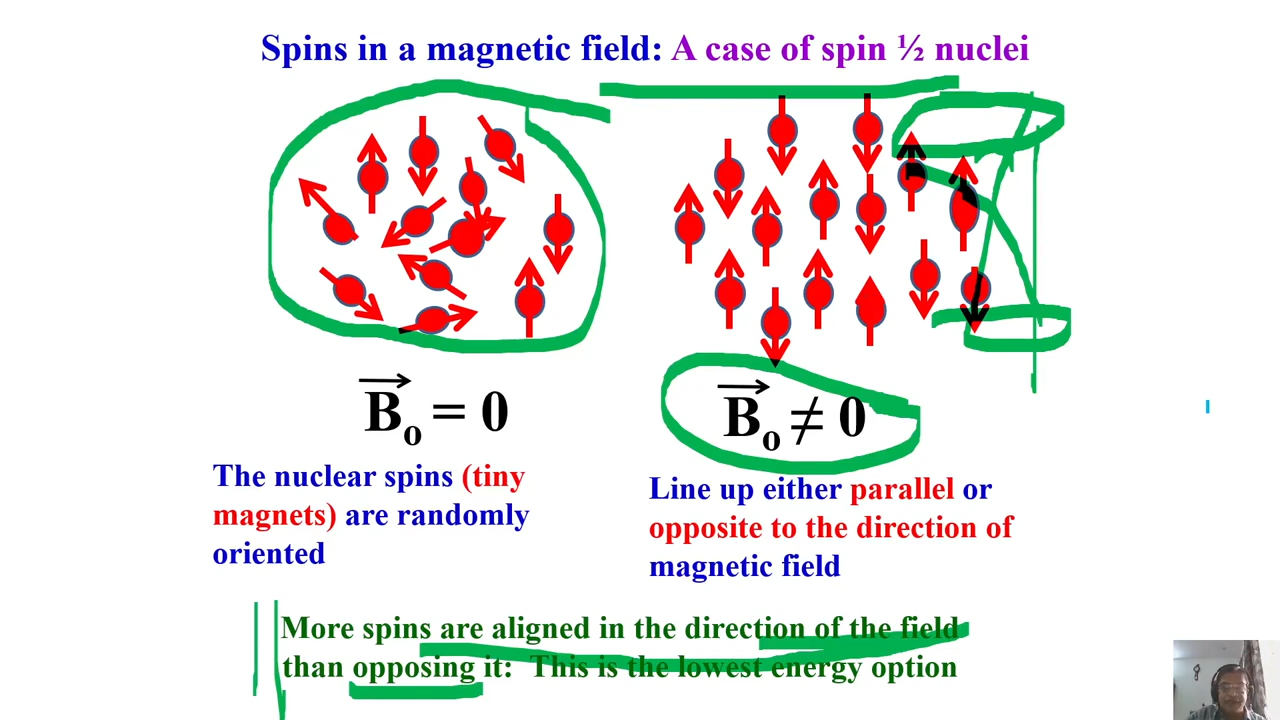 Spins in a magnetic field: A case of spin ½ nuclei
B₀ = 0
B₀ ≠ 0
The nuclear spins (tiny
magnets) are randomly
oriented
Line up either parallel or
opposite to the direction of
magnetic field
More spins are aligned in the direction of the field
than opposing it: This is the lowest energy option